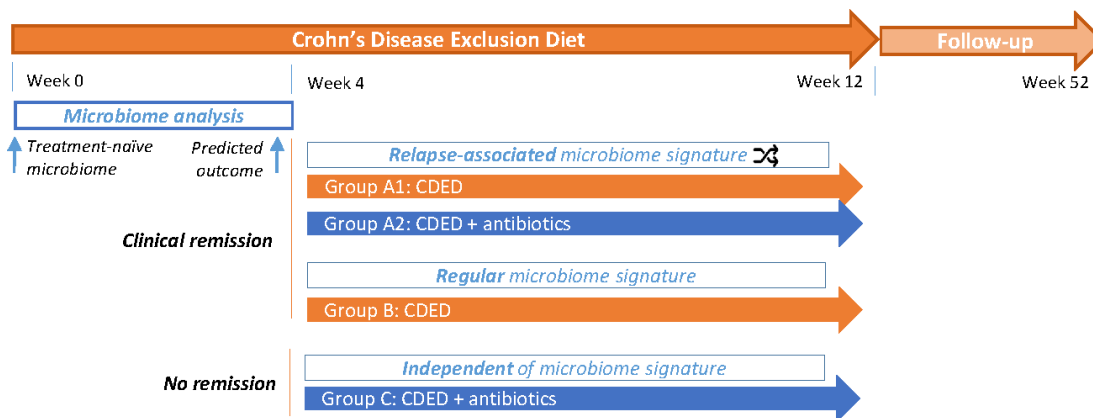 Crohn's Disease Exclusion Diet
Follow-up
Week 0
Week 4
Week 12
Week 52
Microbiome analysis
Treatment-naïve
microbiome
Predicted
outcome
Relapse-associated microbiome signature
Group A1: CDED
Group A2: CDED + antibiotics
Clinical remission
Regular microbiome signature
Group B: CDED
Independent of microbiome signature
No remission
Group C: CDED + antibiotics